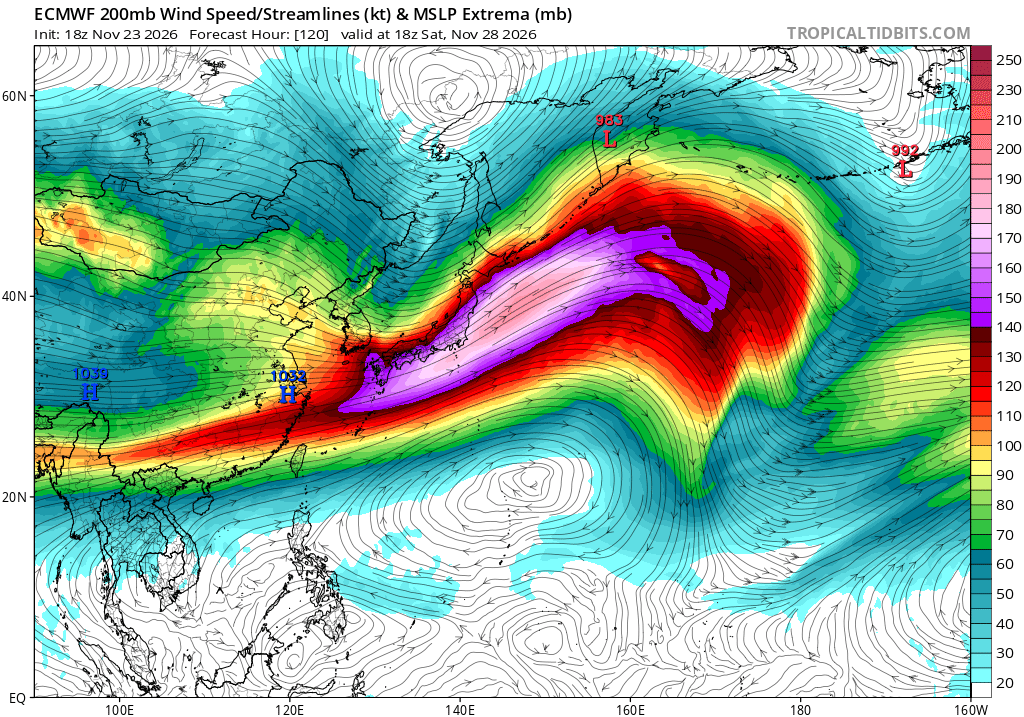 ECMWF 200mb Wind Speed/Streamlines (kt) & MSLP Extrema (mb)
Init: 18z Nov 23 2026 Forecast Hour: [120] valid at 18z Sat, Nov 28 2026
TROPICALTIDBITS.COM
60N
40N
20N
EQ
983
L
992
L
1039
H
1032
H
100E
120E
140E
160E
180
160W
250
230
210
200
190
180
170
160
150
140
130
120
110
100
90
80
70
60
50
40
30
20